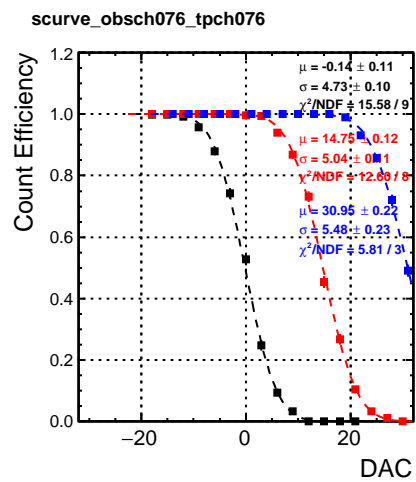 scurve_obsch076_tpch076
1.2
1.0
0.8
0.6
0.4
0.2
0.0
Count Efficiency
μ = -0.14 ± 0.11
σ = 4.73 ± 0.10
χ²/NDF = 15.58 / 9
μ = 14.75 ± 0.12
σ = 5.04 ± 0.11
χ²/NDF = 12.60 / 8
μ = 30.95 ± 0.22
σ = 5.48 ± 0.23
χ²/NDF = 5.81 / 3
−20 0 20
DAC